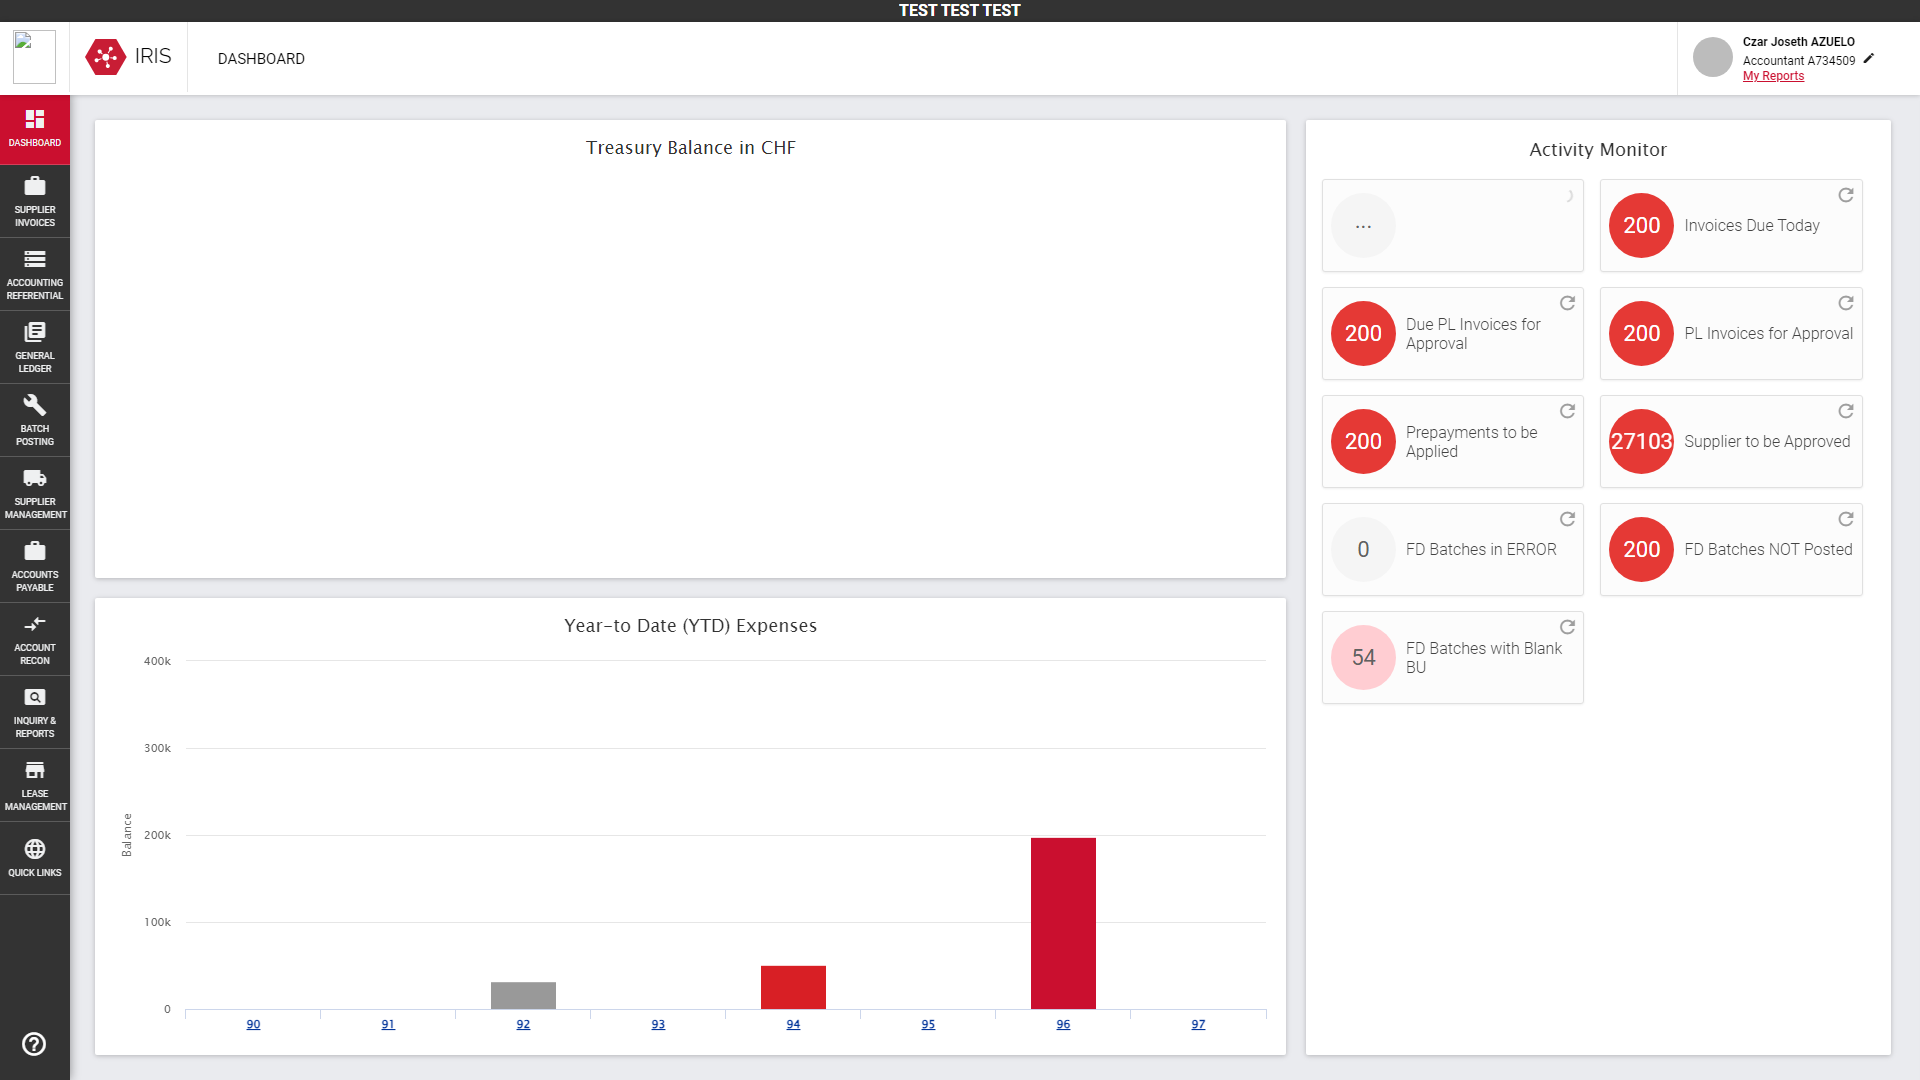 TEST TEST TEST
IRIS
DASHBOARD
Czar Joseth AZUELO
Accountant A734509
My Reports
DASHBOARD
SUPPLIER
INVOICES
ACCOUNTING
REFERENTIAL
GENERAL
LEDGER
BATCH
POSTING
SUPPLIER
MANAGEMENT
ACCOUNTS
PAYABLE
ACCOUNT
RECON
INQUIRY &
REPORTS
LEASE
MANAGEMENT
QUICK LINKS
Treasury Balance in CHF
Year-to Date (YTD) Expenses
Balance
400k
300k
200k
100k
0
90
91
92
93
94
95
96
97
Activity Monitor
...
200
Invoices Due Today
200
Due PL Invoices for
Approval
200
PL Invoices for Approval
200
Prepayments to be
Applied
27103
Supplier to be Approved
0
FD Batches in ERROR
200
FD Batches NOT Posted
54
FD Batches with Blank
BU